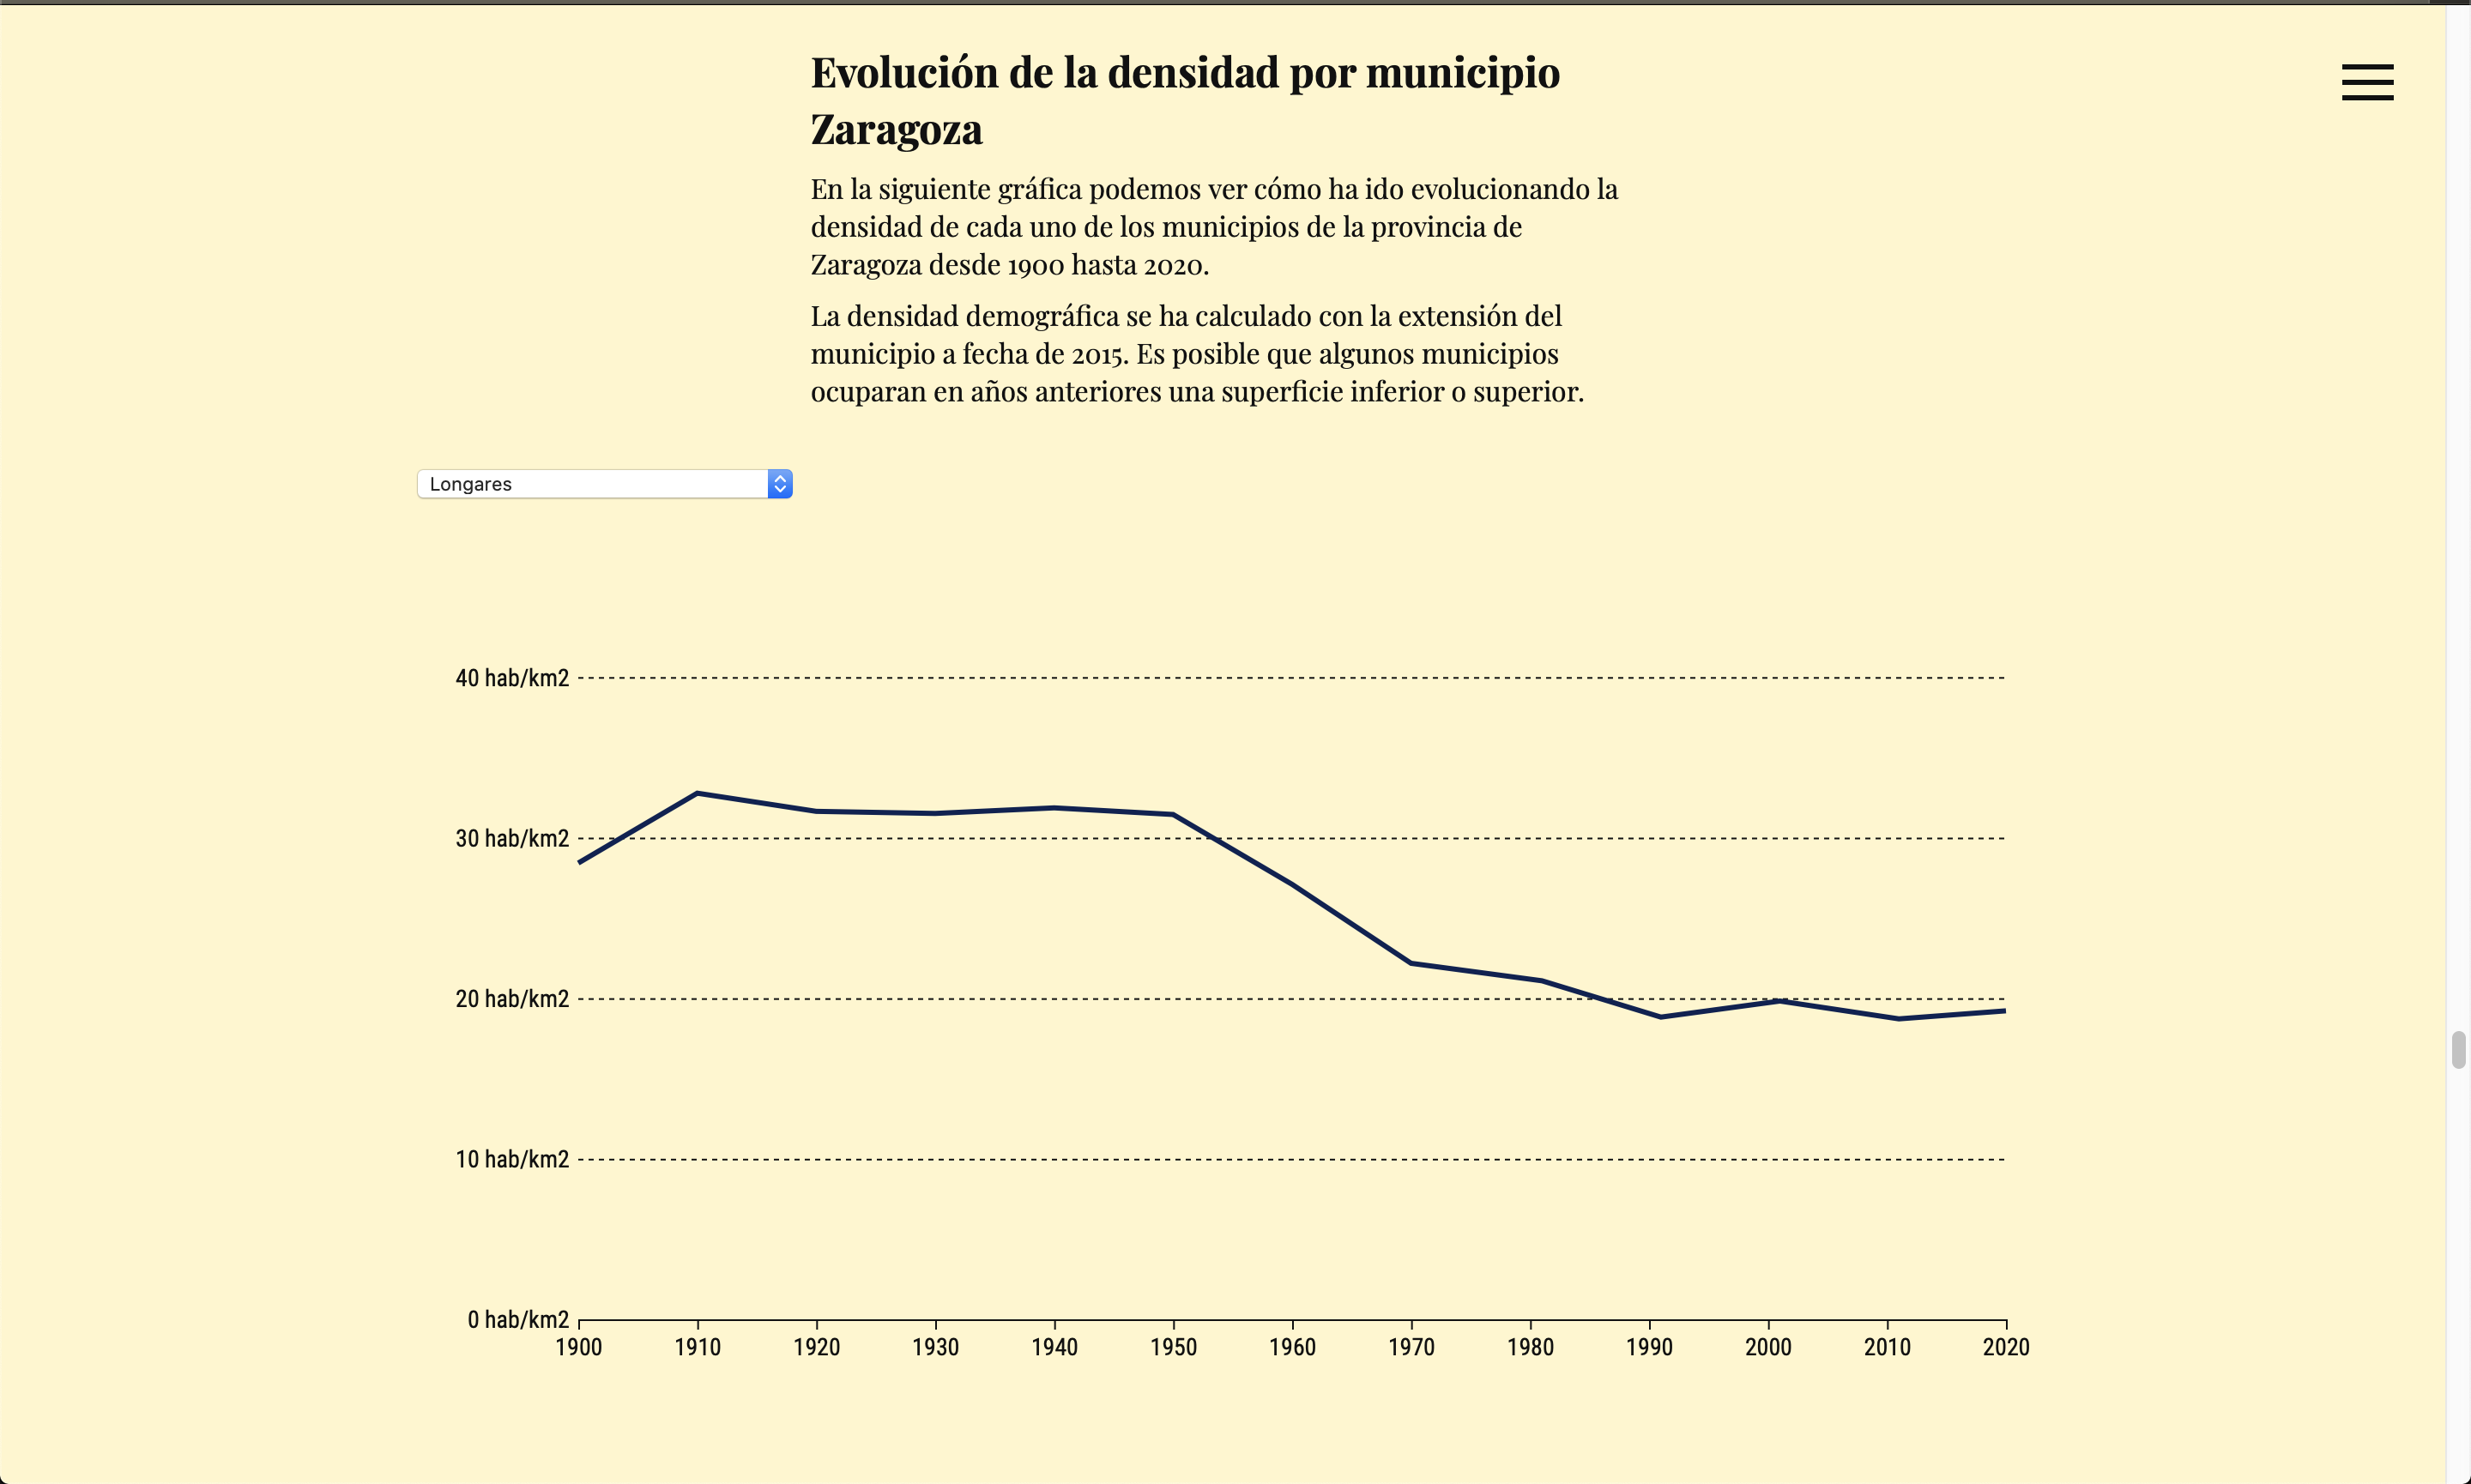 Evolución de la densidad por municipio
Zaragoza
En la siguiente gráfica podemos ver cómo ha ido evolucionando la
densidad de cada uno de los municipios de la provincia de
Zaragoza desde 1900 hasta 2020.
La densidad demográfica se ha calculado con la extensión del
municipio a fecha de 2015. Es posible que algunos municipios
ocuparan en años anteriores una superficie inferior o superior.
Longares
40 hab/km2
30 hab/km2
20 hab/km2
10 hab/km2
0 hab/km2
1900 1910 1920 1930 1940 1950 1960 1970 1980 1990 2000 2010 2020